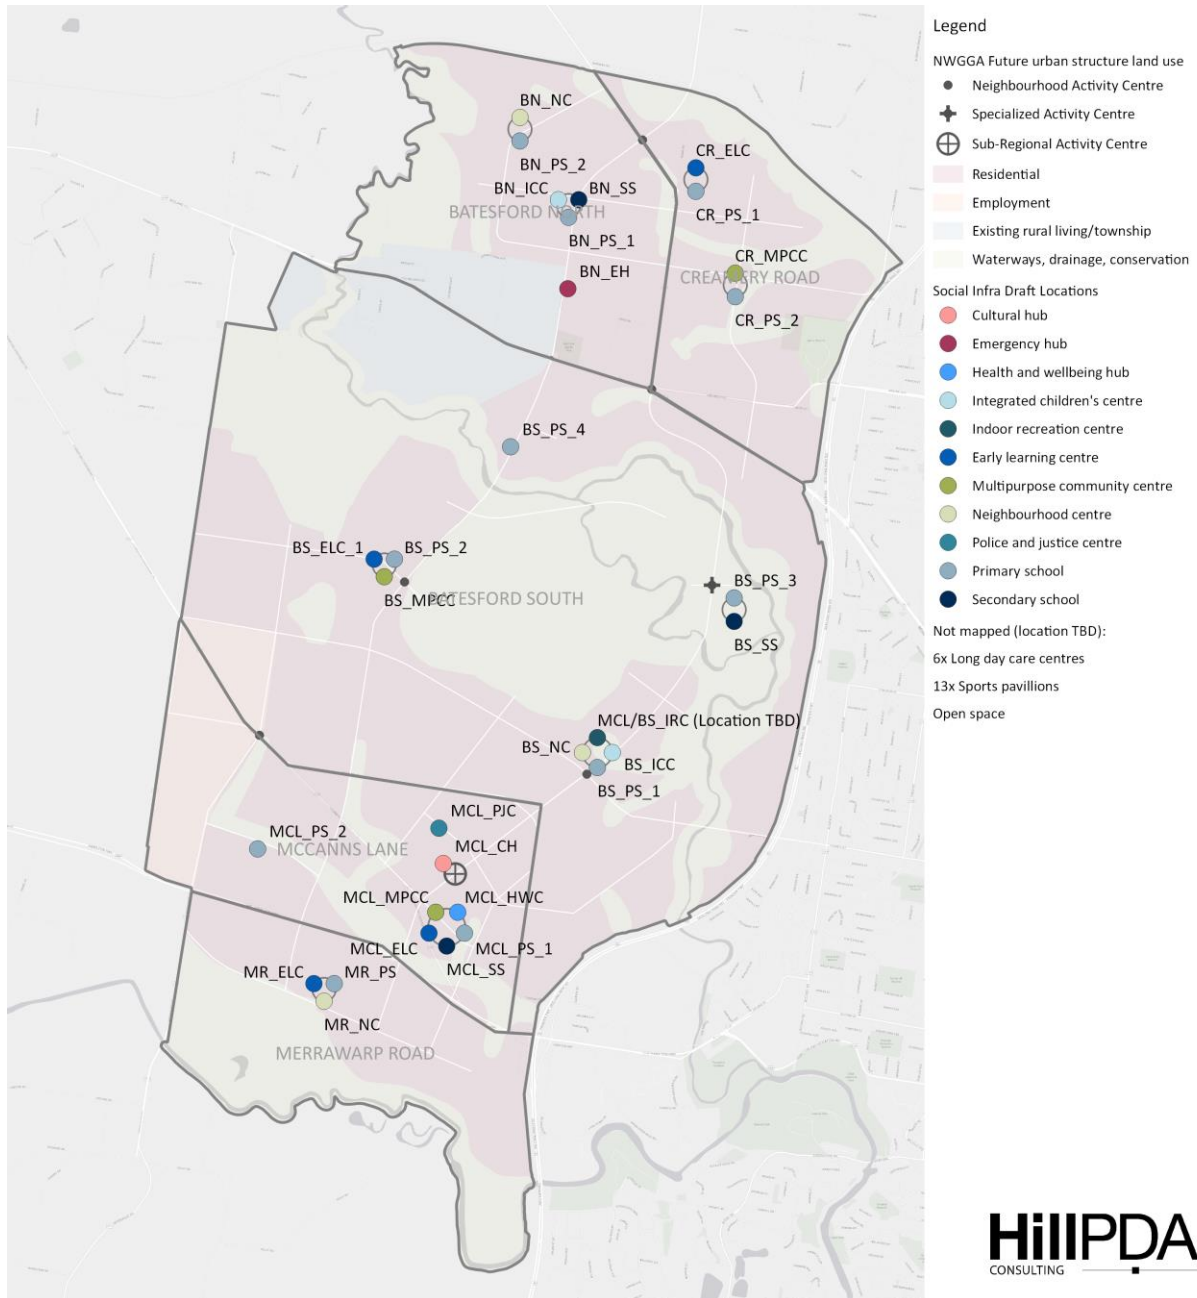 Legend
NWGGA Future urban structure land use
Neighbourhood Activity Centre
Specialized Activity Centre
Sub-Regional Activity Centre
Residential
Employment
Existing rural living/township
Waterways, drainage, conservation
Social Infra Draft Locations
Cultural hub
Emergency hub
Health and wellbeing hub
Integrated children's centre
Indoor recreation centre
Early learning centre
Multipurpose community centre
Neighbourhood centre
Police and justice centre
Primary school
Secondary school
Not mapped (location TBD):
6x Long day care centres
13x Sports pavillions
Open space
BN_NC
BN_PS_2
BN_ICC
BN_SS
BATESFORD NORTH
BN_PS_1
BN_EH
CR_ELC
CR_PS_1
CR_MPCC
CREAMERY ROAD
CR_PS_2
BS_PS_4
BS_ELC_1
BS_PS_2
BS_MPCC
BATESFORD SOUTH
BS_PS_3
BS_SS
MCL/BS_IRC (Location TBD)
BS_NC
BS_ICC
BS_PS_1
MCL_PJC
MCL_PS_2
MCCANNS LANE
MCL_CH
MCL_MPCC
MCL_HWC
MCL_ELC
MCL_PS_1
MCL_SS
MR_ELC
MR_PS
MR_NC
MERRAWARP ROAD
HillPDA
CONSULTING